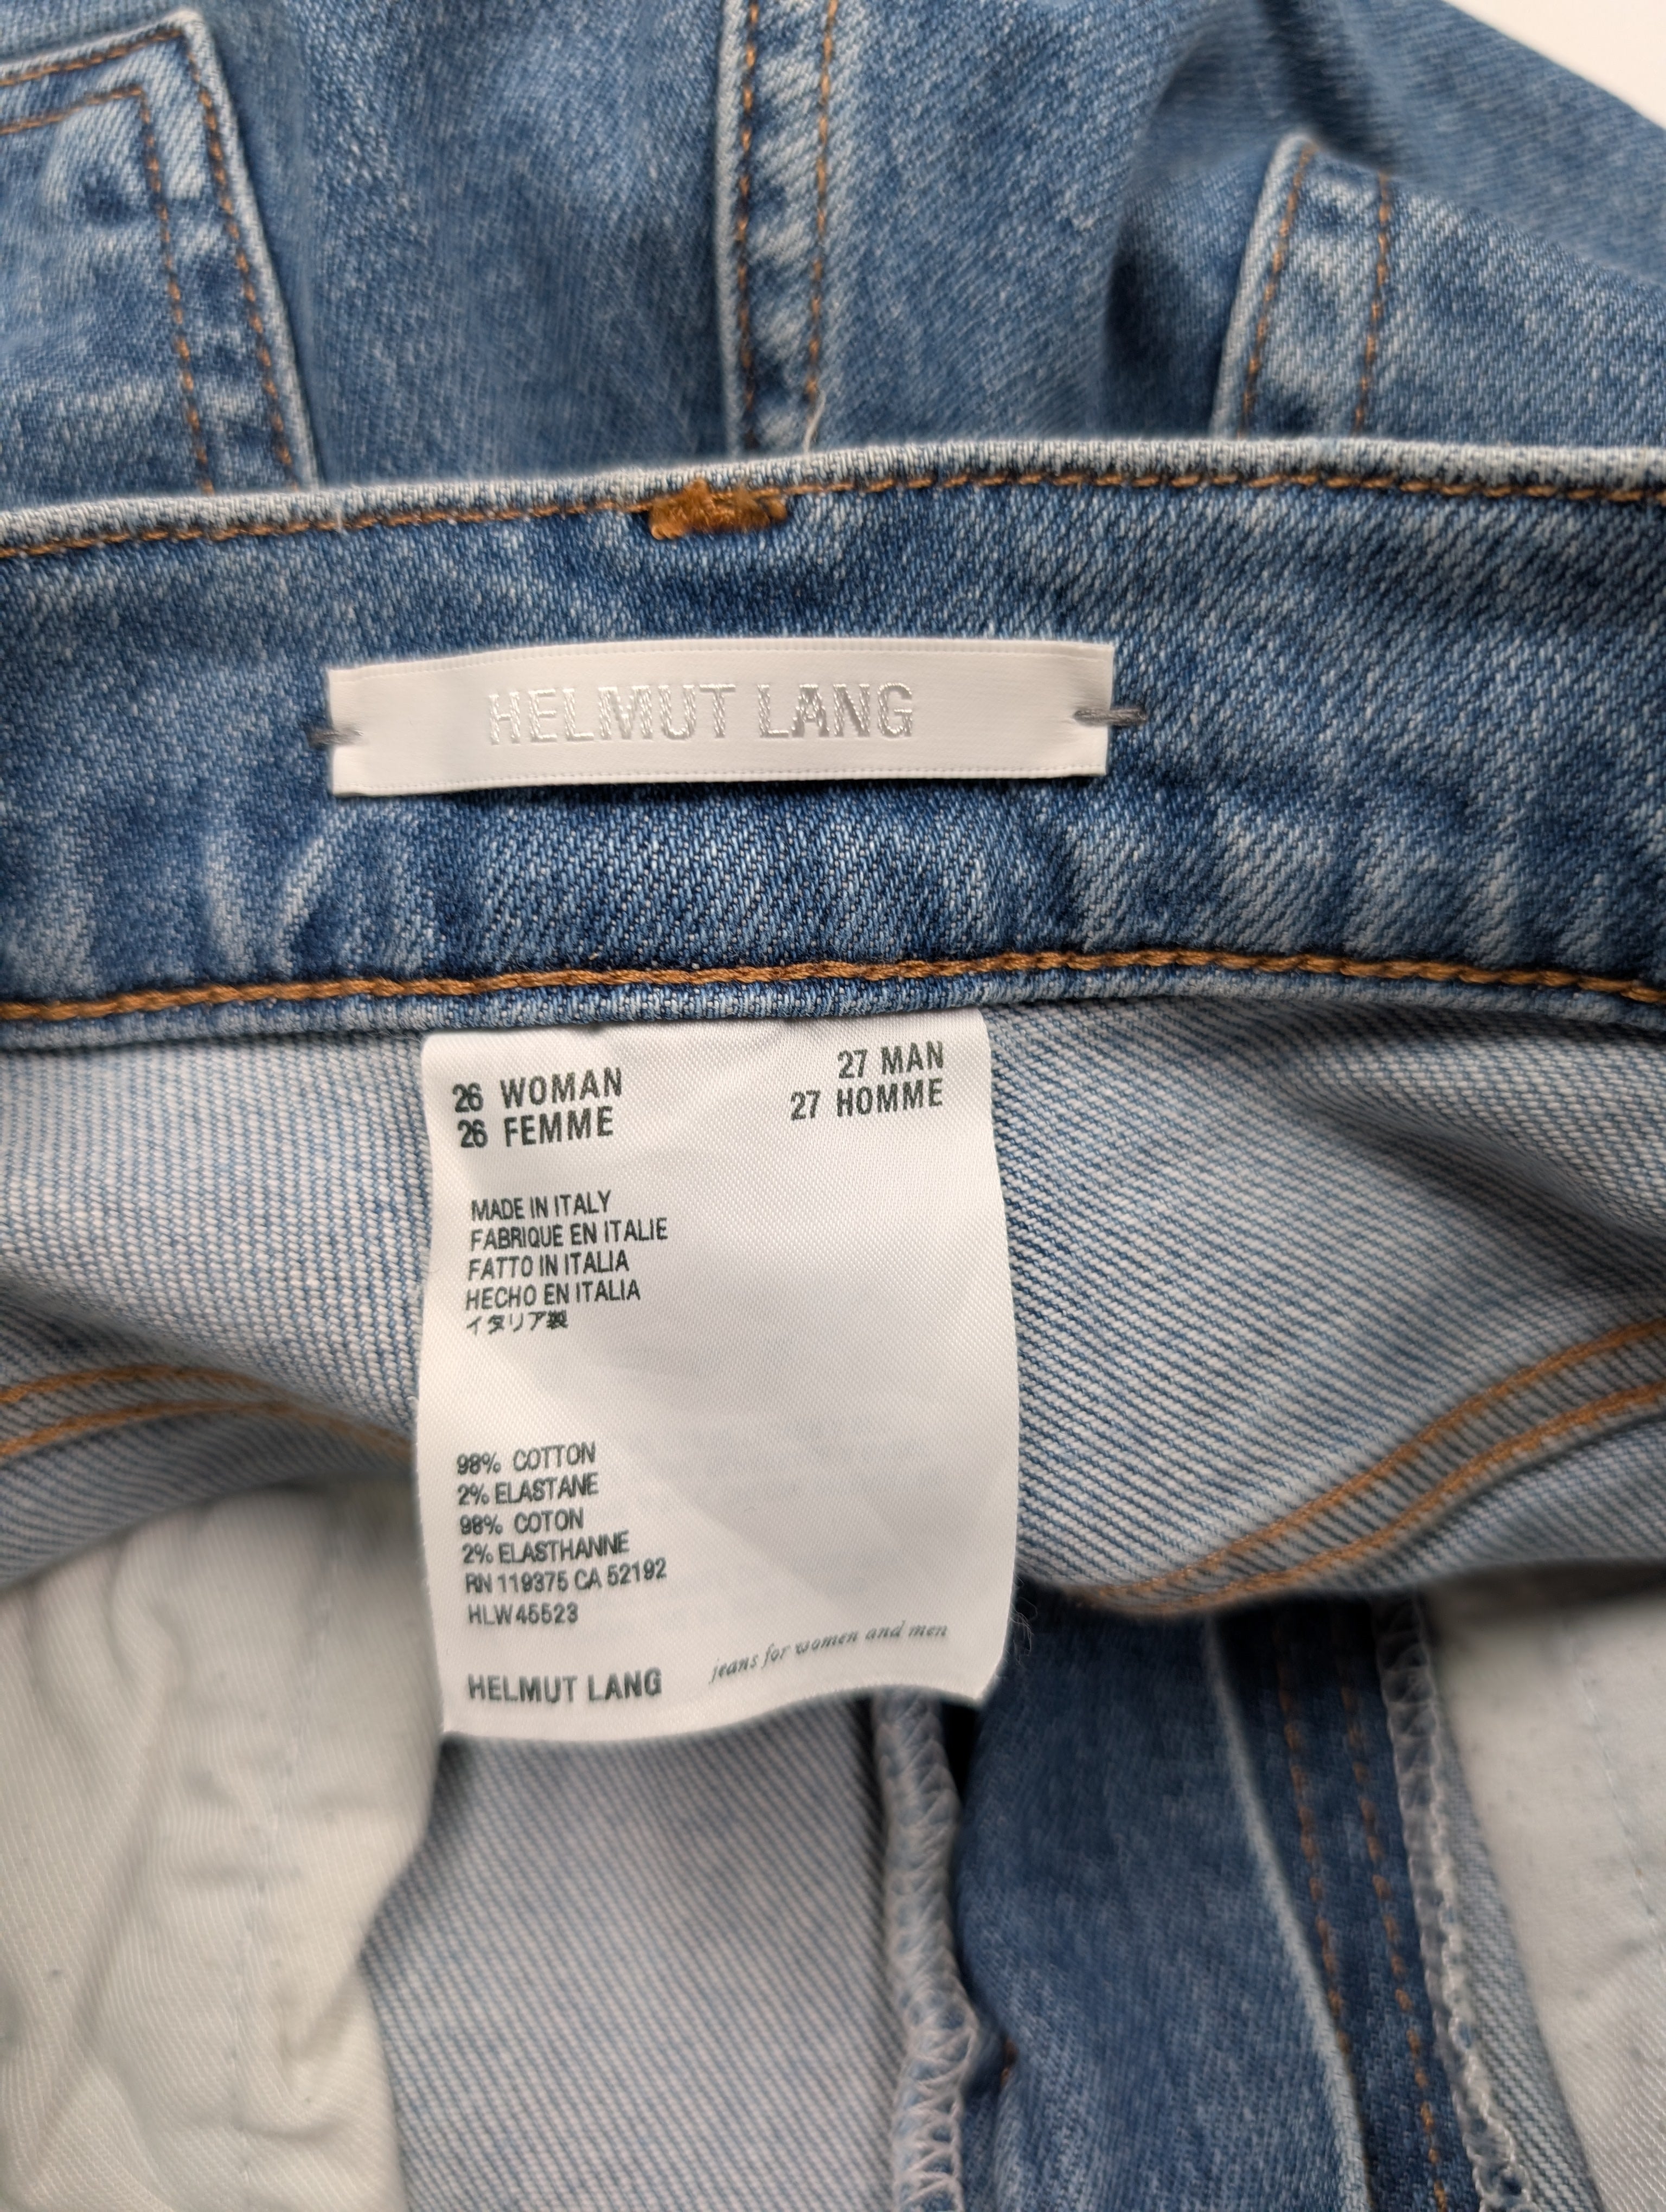 HELMUT LANG
26 WOMAN
26 FEMME
27 MAN
27 HOMME
MADE IN ITALY
FABRIQUE EN ITALIE
FATTO IN ITALIA
HECHO EN ITALIA
イタリア製
98% COTTON
2% ELASTANE
98% COTON
2% ELASTHANNE
RN 119375 CA 52192
HLW45523
HELMUT LANG
jeans for women and men